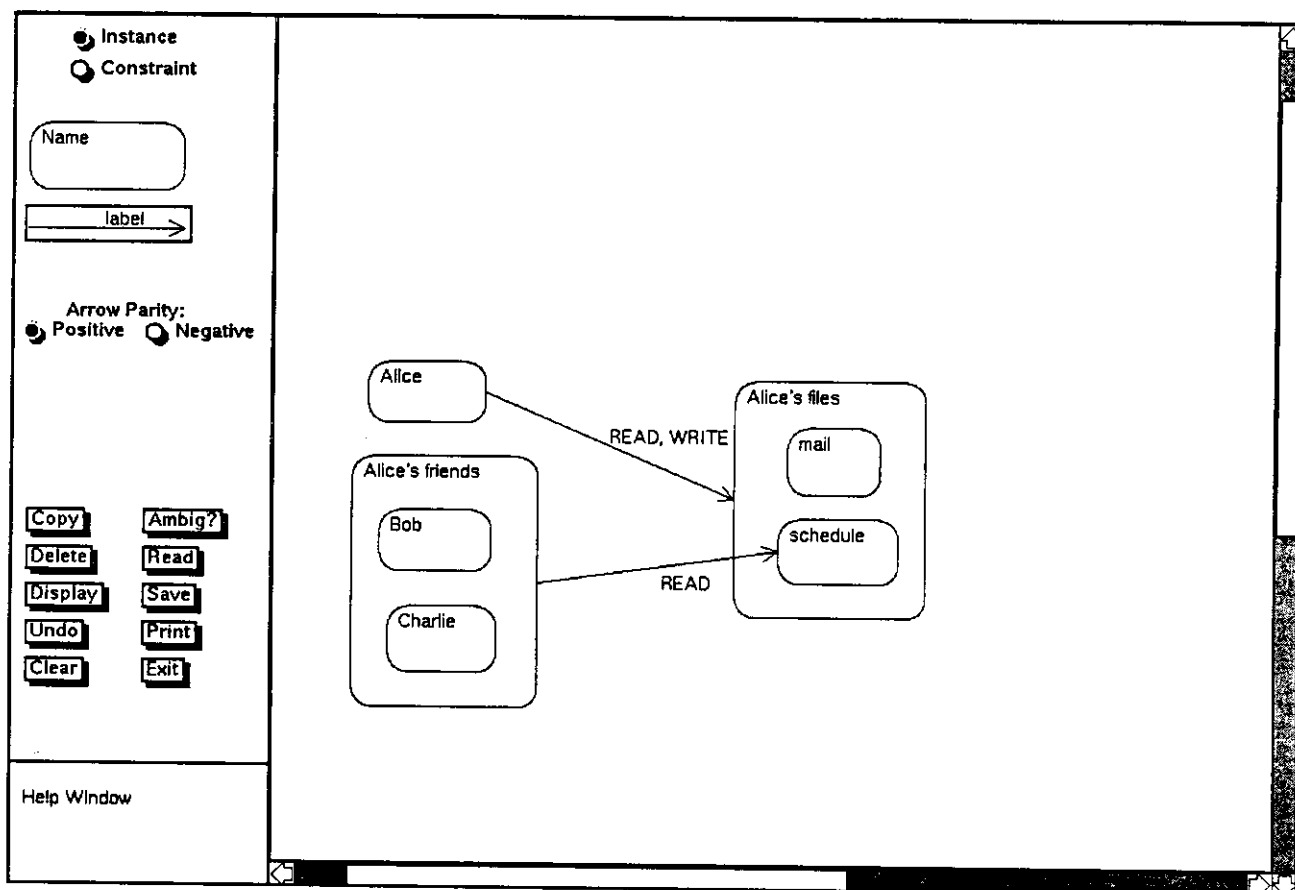 Instance
Constraint
Name
label
Arrow Parity:
Positive Negative
Copy Ambig?
Delete Read
Display Save
Undo Print
Clear Exit
Help Window
Alice
READ, WRITE
Alice's files
mail
schedule
Alice's friends
Bob
Charlie
READ